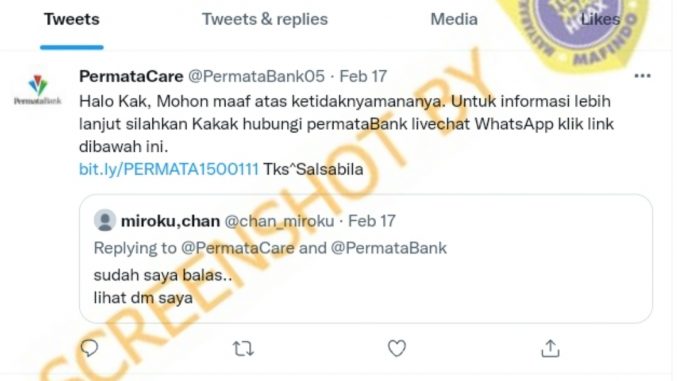 Tweets
Tweets & replies
Media
Likes
PermataCare @PermataBank05 · Feb 17
Halo Kak, Mohon maaf atas ketidaknyamananya. Untuk informasi lebih
lanjut silahkan Kakak hubungi permataBank livechat WhatsApp klik link
dibawah ini.
bit.ly/PERMATA1500111 Tks^Salsabila
PermataBank
miroku,chan @chan_miroku · Feb 17
Replying to @PermataCare and @PermataBank
sudah saya balas..
lihat dm saya
SCREENSHOT BY
HOAX
MAFINDO